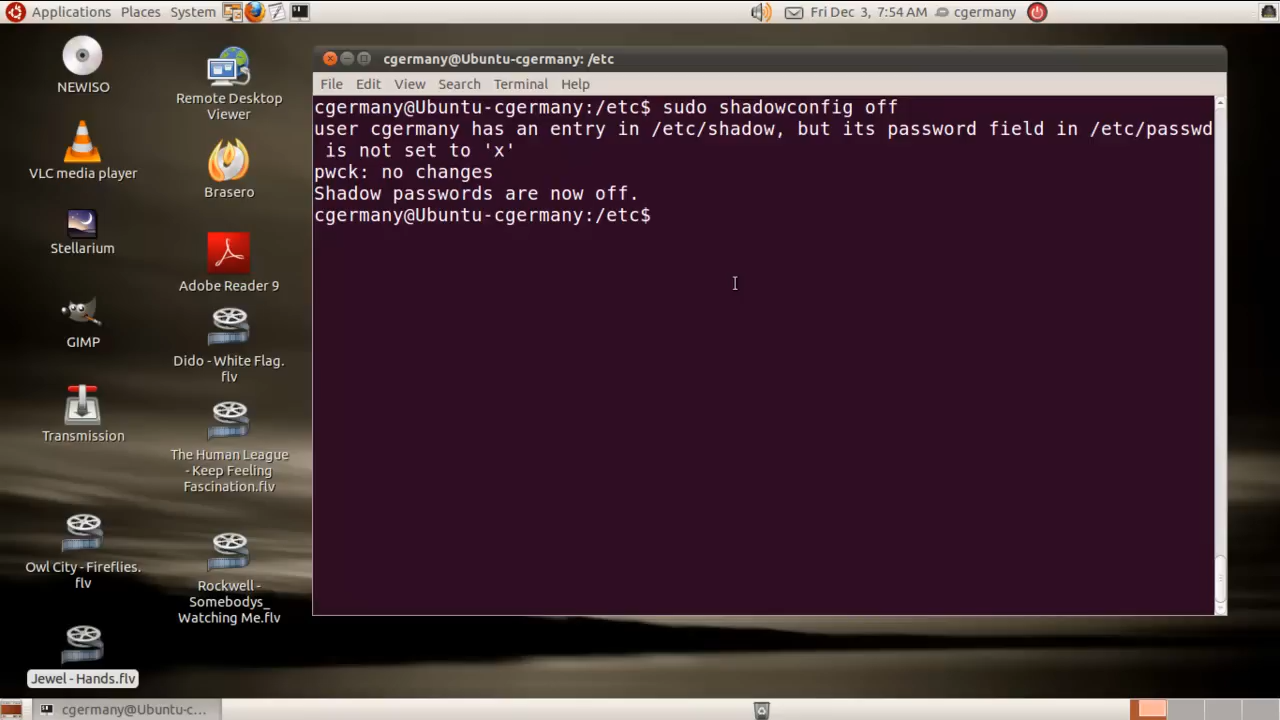 Applications Places System
Fri Dec 3, 7:54 AM cgermany
NEWISO
Remote Desktop
Viewer
VLC media player
Brasero
Stellarium
Adobe Reader 9
GIMP
Dido - White Flag.
flv
Transmission
The Human League
- Keep Feeling
Fascination.flv
Owl City - Fireflies.
flv
Rockwell -
Somebodys_
Watching Me.flv
Jewel - Hands.flv
cgermany@Ubuntu-cgermany: /etc
File Edit View Search Terminal Help
cgermany@Ubuntu-cgermany:/etc$ sudo shadowconfig off
user cgermany has an entry in /etc/shadow, but its password field in /etc/passwd
is not set to 'x'
pwck: no changes
Shadow passwords are now off.
cgermany@Ubuntu-cgermany:/etc$
cgermany@Ubuntu-c...